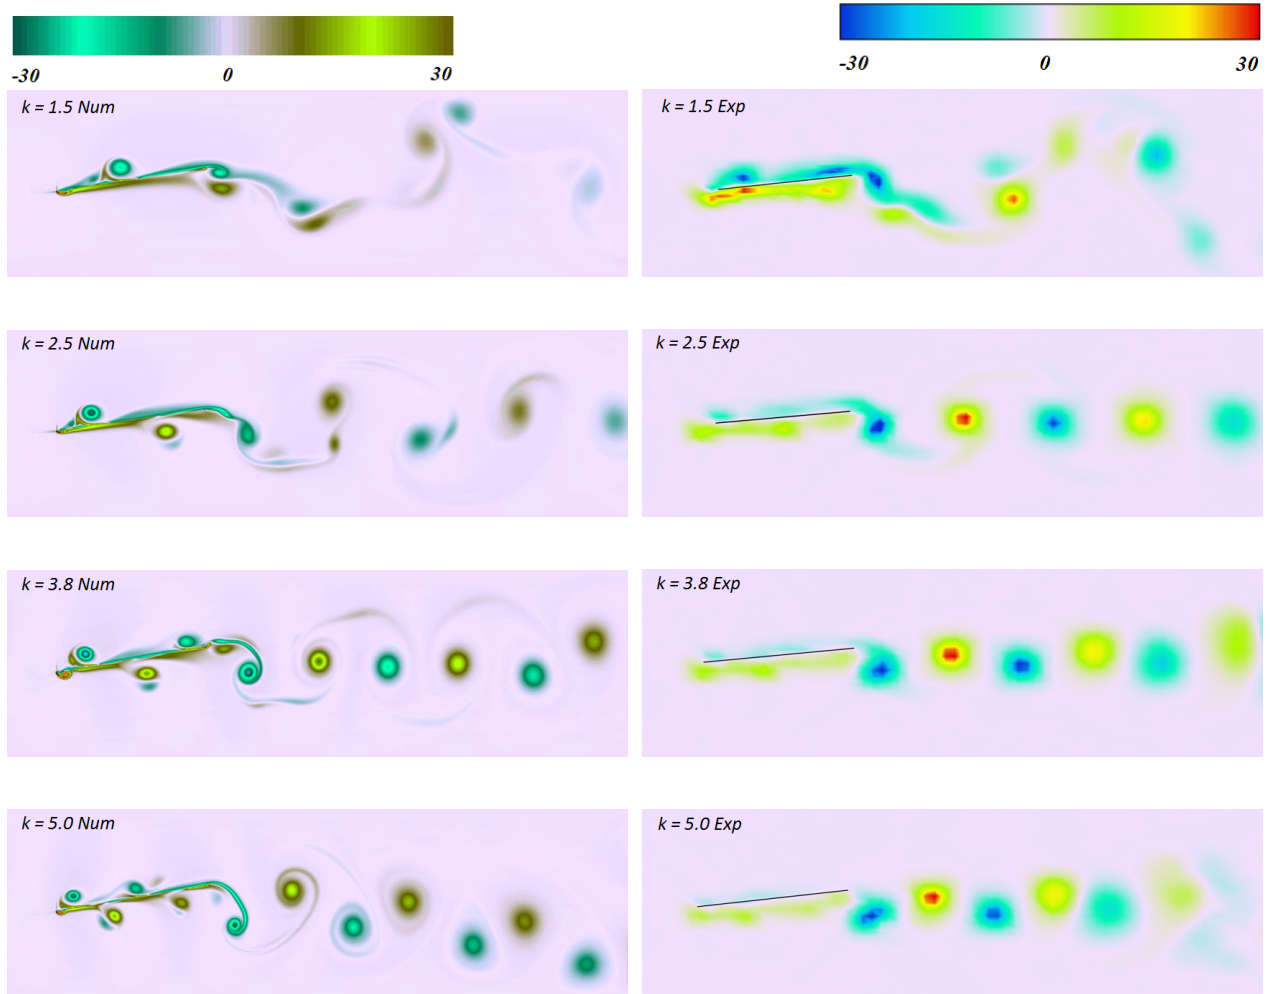 -30 0 30
-30 0 30
k = 1.5 Num
k = 1.5 Exp
k = 2.5 Num
k = 2.5 Exp
k = 3.8 Num
k = 3.8 Exp
k = 5.0 Num
k = 5.0 Exp